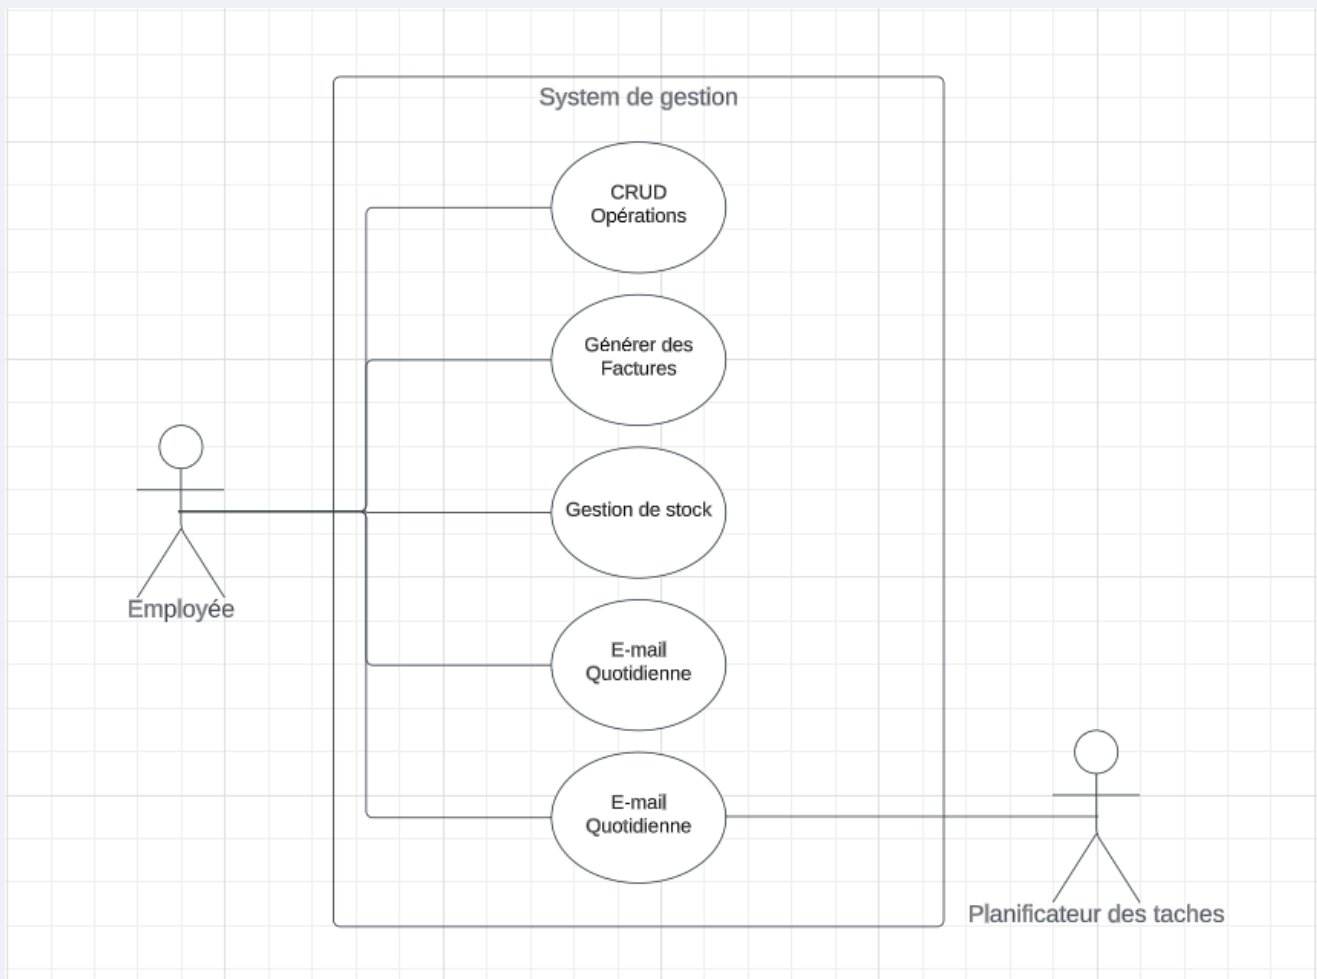 System de gestion
CRUD
Opérations
Générer des
Factures
Gestion de stock
Employée
E-mail
Quotidienne
E-mail
Quotidienne
Planificateur des taches